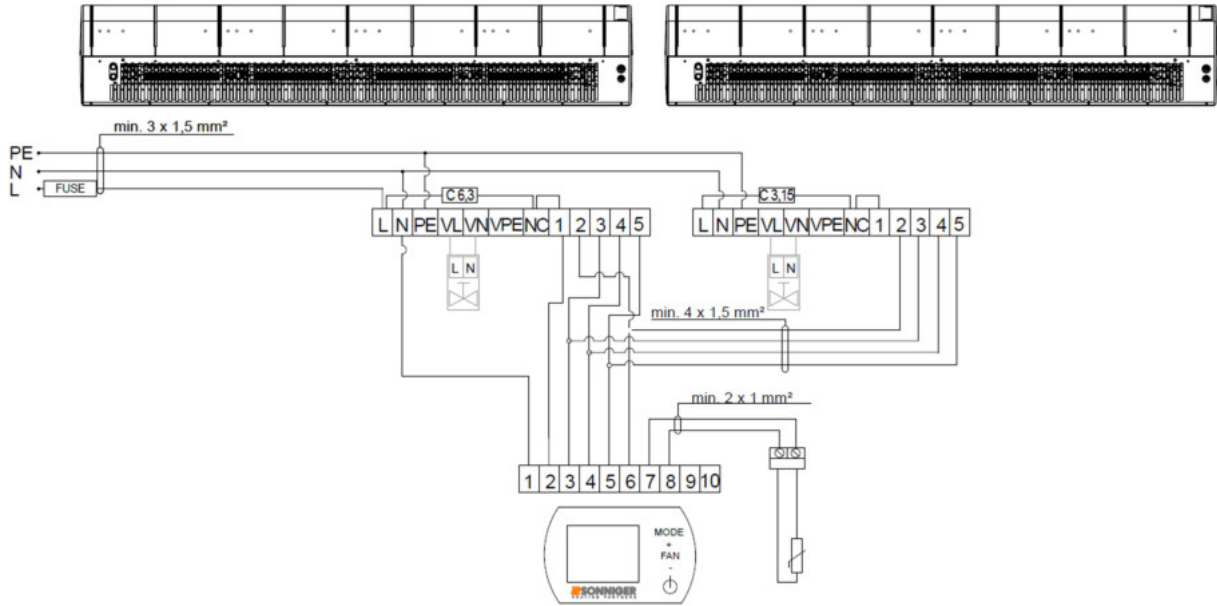 min. 3 x 1,5 mm²
PE
N
L
FUSE
C 6,3
C 3,15
L N PE VL VN VPE NC 1 2 3 4 5
L N PE VL VN VPE NC 1 2 3 4 5
L N
L N
min. 4 x 1,5 mm²
min. 2 x 1 mm²
1 2 3 4 5 6 7 8 9 10
MODE
+
FAN
-
SONNIGER
HEATING PARTNERS